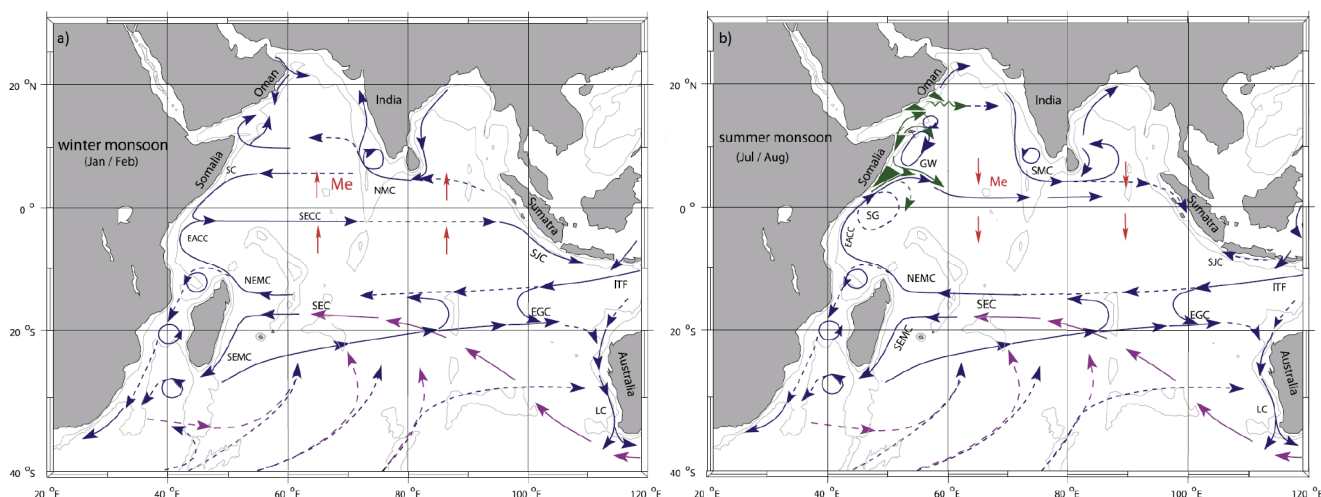 a)
Oman
20 °N
India
winter monsoon
(Jan / Feb)
Somalia
SC
Me
NMC
Sumatra
0 °
SECC
EACC
SJC
NEMC
ITF
SEC
EGC
20 °S
SEMC
Australia
LC
40 °S
20 °E
40 °E
60 °E
80 °E
100 °E
120 °E
b)
Oman
20 °N
India
summer monsoon
(Jul / Aug)
Somalia
GW
SMC
Me
Sumatra
0 °
SG
EACC
SJC
NEMC
ITF
SEC
EGC
20 °S
SEMC
Australia
LC
40 °S
20 °E
40 °E
60 °E
80 °E
100 °E
120 °E